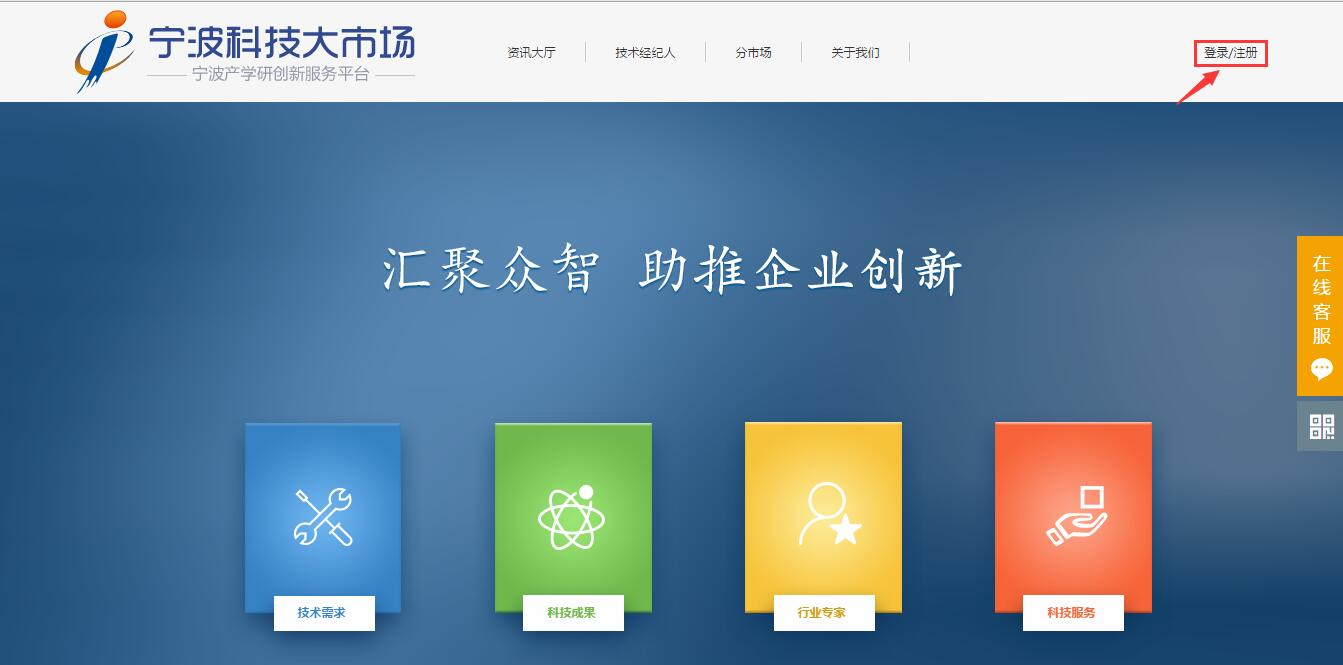 宁波科技大市场
宁波产学研创新服务平台
资讯大厅
技术经纪人
分市场
关于我们
登录/注册
汇聚众智 助推企业创新
在线客服
技术需求
科技成果
行业专家
科技服务